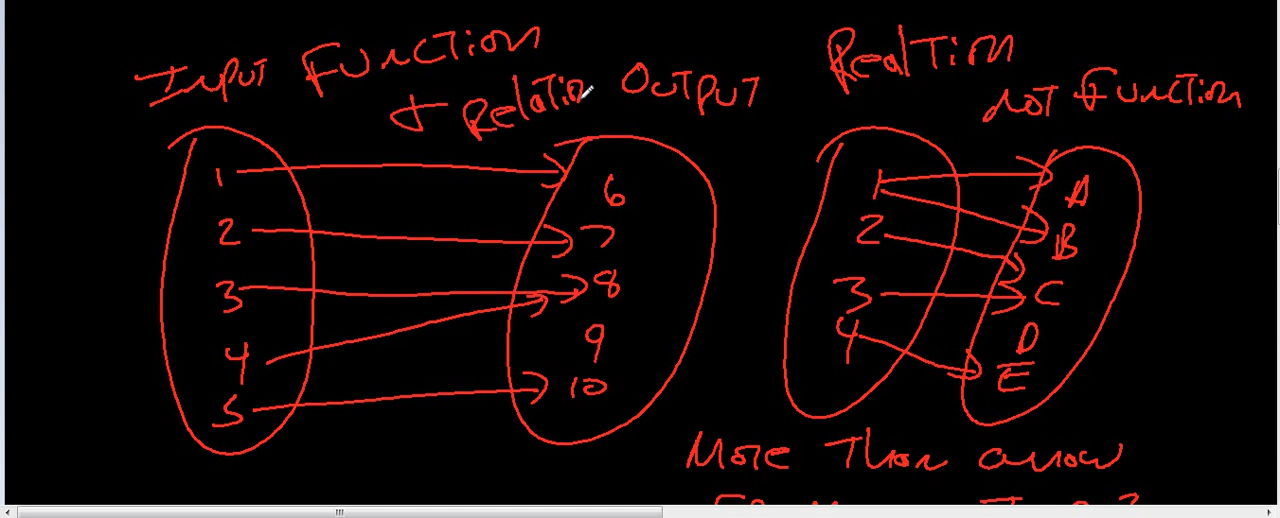 Input Function
+ Relation
Output
1
2
3
4
5
6
7
8
9
10
Realtion
not Function
1
2
3
4
A
B
C
D
E
More Than arrow